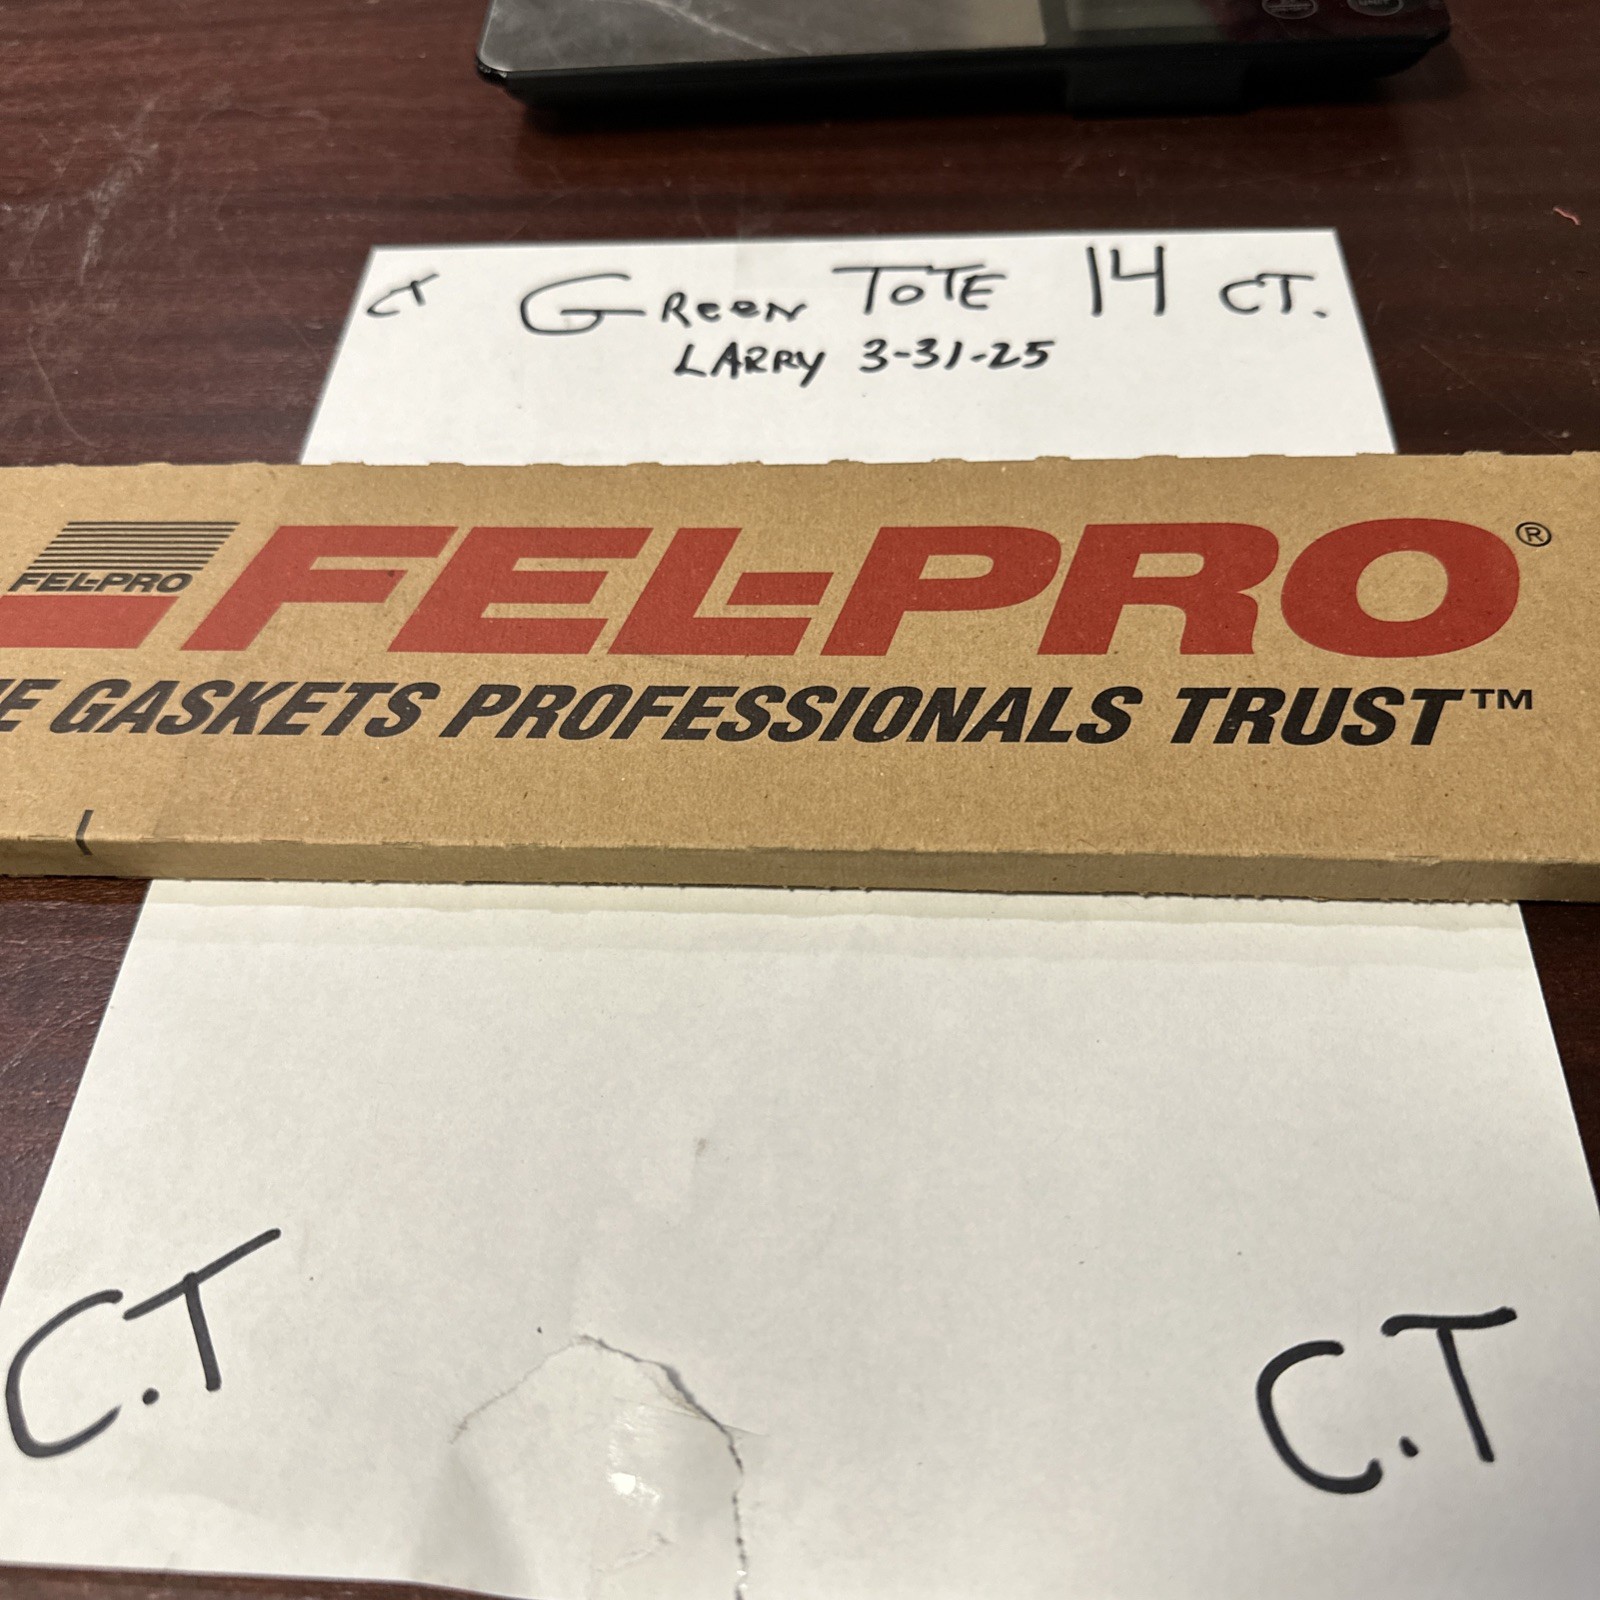 CT GREEN TOTE 14 CT.
LARRY 3-31-25
FEL-PRO
FEL-PRO®
E GASKETS PROFESSIONALS TRUST™
C.T
C.T